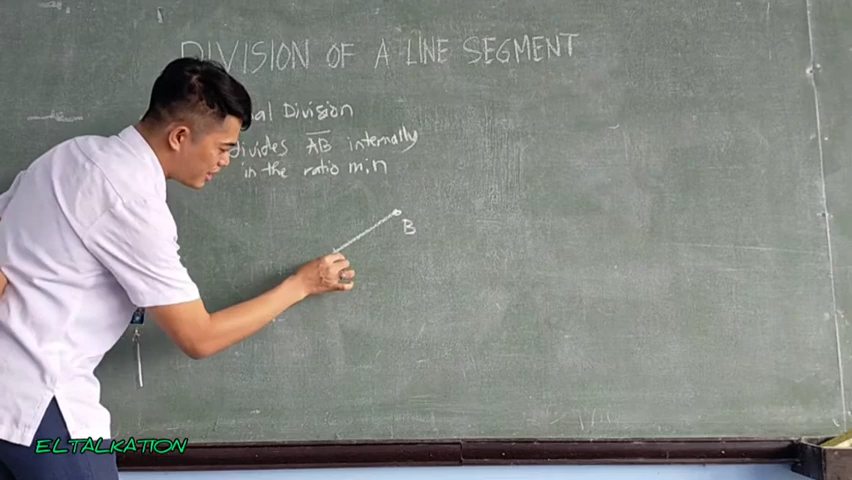 DIVISION OF A LINE SEGMENT
al Division
divides AB internally
in the ratio m:n
B
ELTALKATION